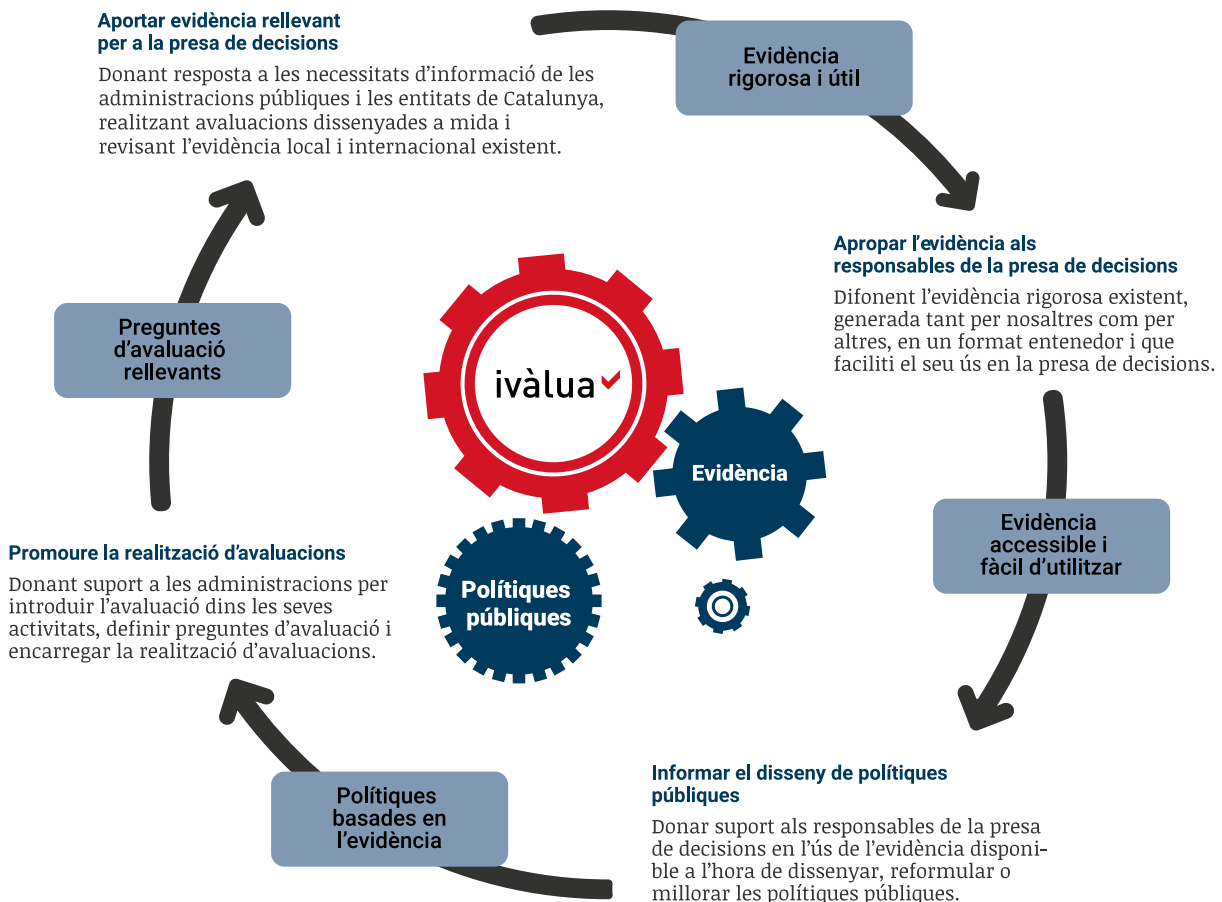 Aportar evidència rellevant
per a la presa de decisions
Donant resposta a les necessitats d’informació de les
administracions públiques i les entitats de Catalunya,
realitzant avaluacions dissenyades a mida i
revisant l’evidència local i internacional existent.
Evidència
rigorosa i útil
Apropar l’evidència als
responsables de la presa de decisions
Difonent l’evidència rigorosa existent,
generada tant per nosaltres com per
altres, en un format entenedor i que
faciliti el seu ús en la presa de decisions.
Evidència
accessible i
fàcil d’utilitzar
Informar el disseny de polítiques
públiques
Donar suport als responsables de la presa
de decisions en l’ús de l’evidència disponi-
ble a l’hora de dissenyar, reformular o
millorar les polítiques públiques.
Polítiques
basades en
l’evidència
Promoure la realització d’avaluacions
Donant suport a les administracions per
introduir l’avaluació dins les seves
activitats, definir preguntes d’avaluació i
encarregar la realització d’avaluacions.
Preguntes
d’avaluació
rellevants
ivàlua
Evidència
Polítiques
públiques